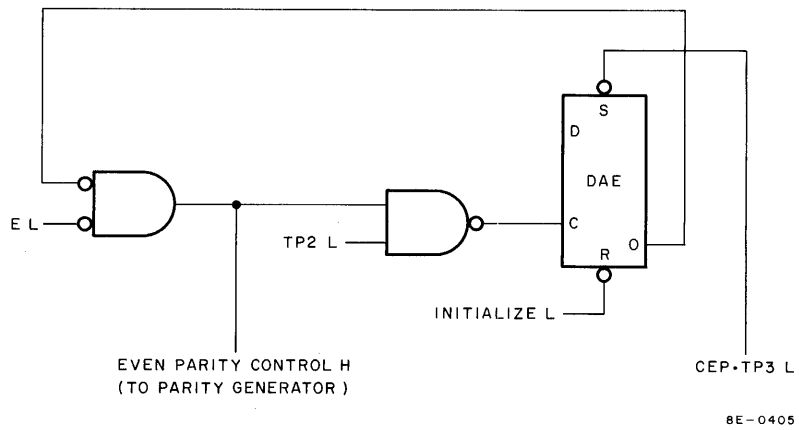 S
D
DAE
E L
C
TP2 L
O
R
INITIALIZE L
EVEN PARITY CONTROL H
(TO PARITY GENERATOR)
CEP•TP3 L
8E-0405